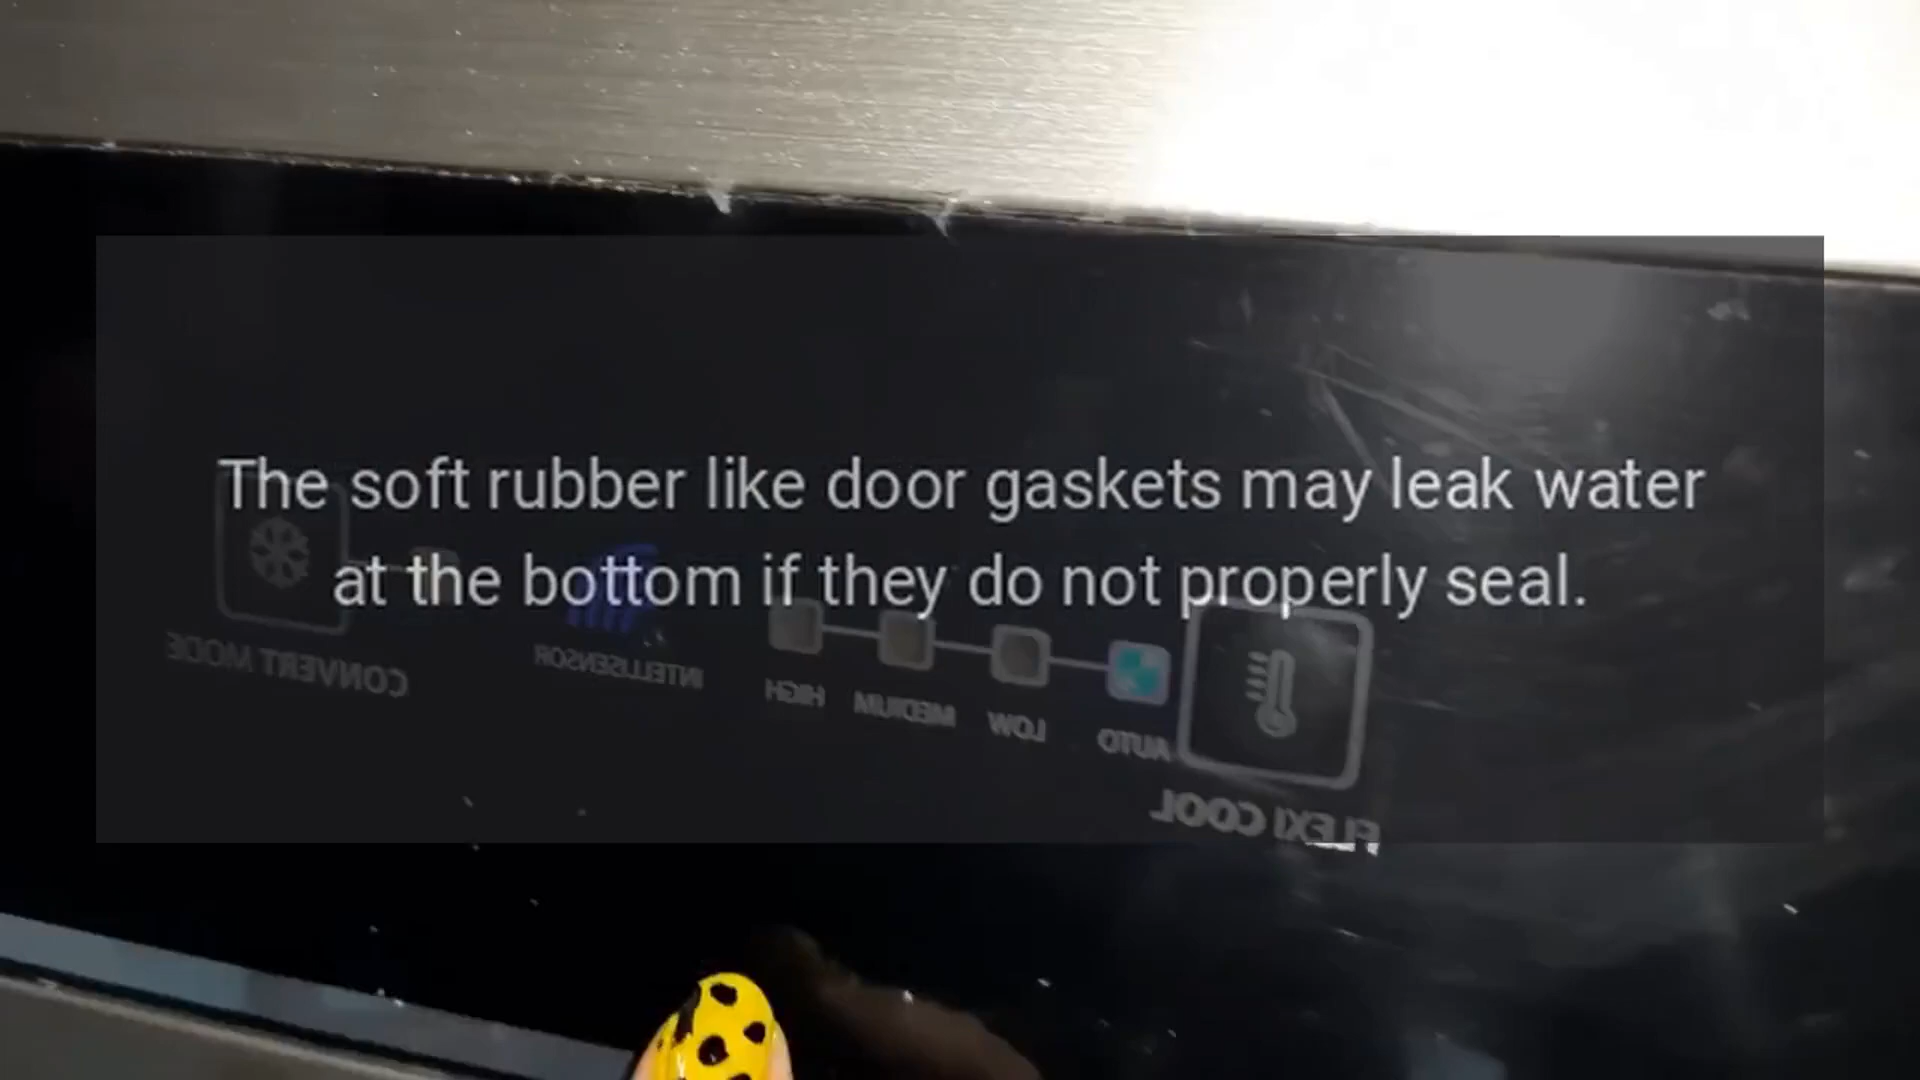 The soft rubber like door gaskets may leak water
at the bottom if they do not properly seal.
CONVERT MODE
INTELLISENSOR
HIGH
MEDIUM
LOW
AUTO
FLEXI COOL